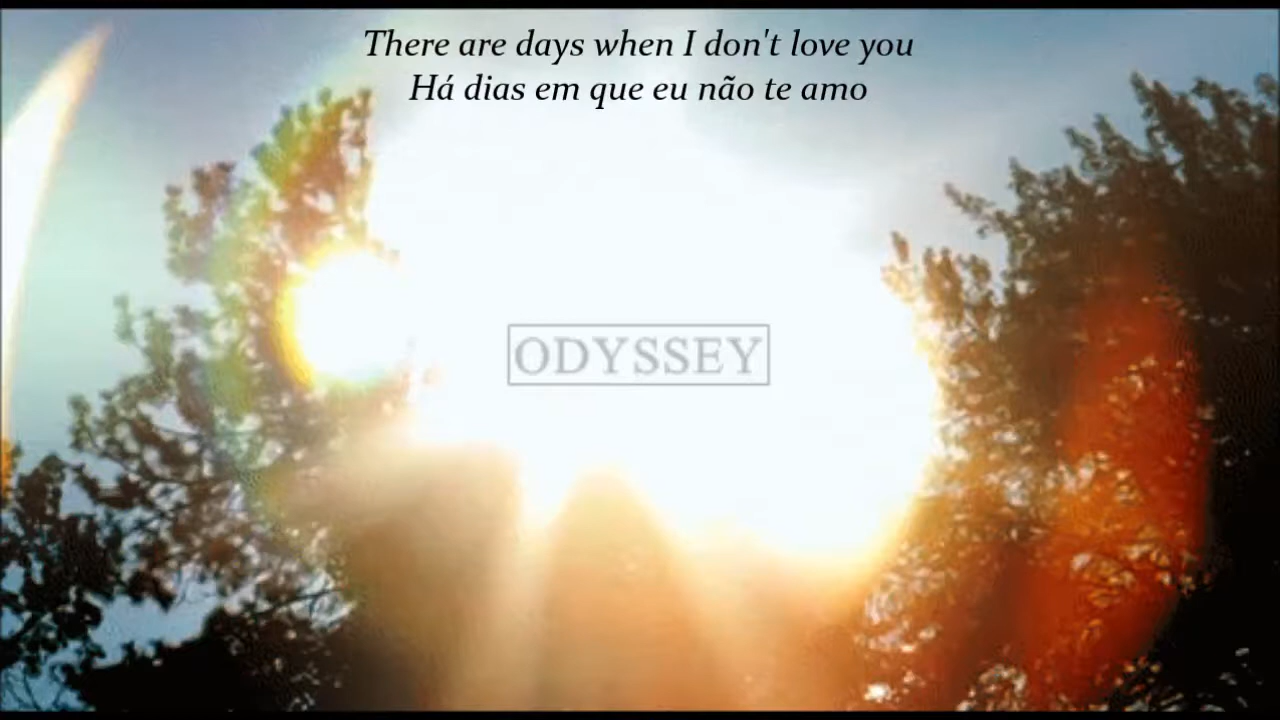 There are days when I don't love you
Há dias em que eu não te amo
ODYSSEY